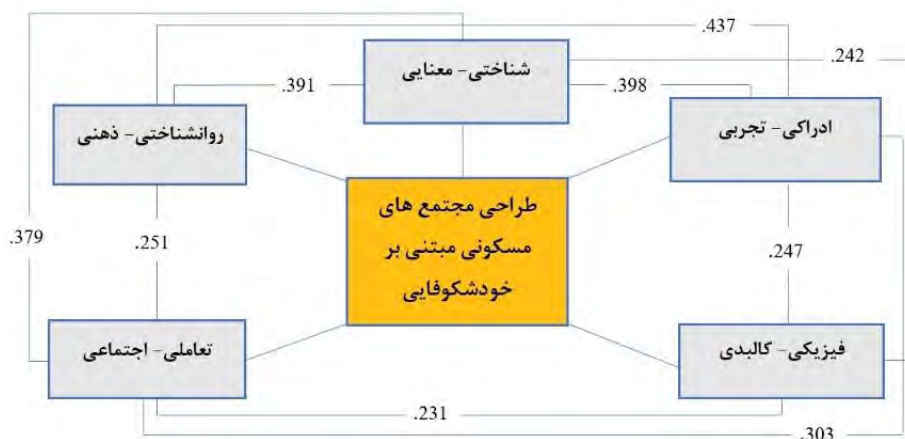 .437
.242
شناختی- معنایی
.391
.398
روانشناختی- ذهنی
ادراکی- تجربی
طراحی مجتمع های
مسکونی مبتنی بر
خودشکوفایی
.379
.251
.247
تعاملی- اجتماعی
فیزیکی- کالبدی
.231
.303